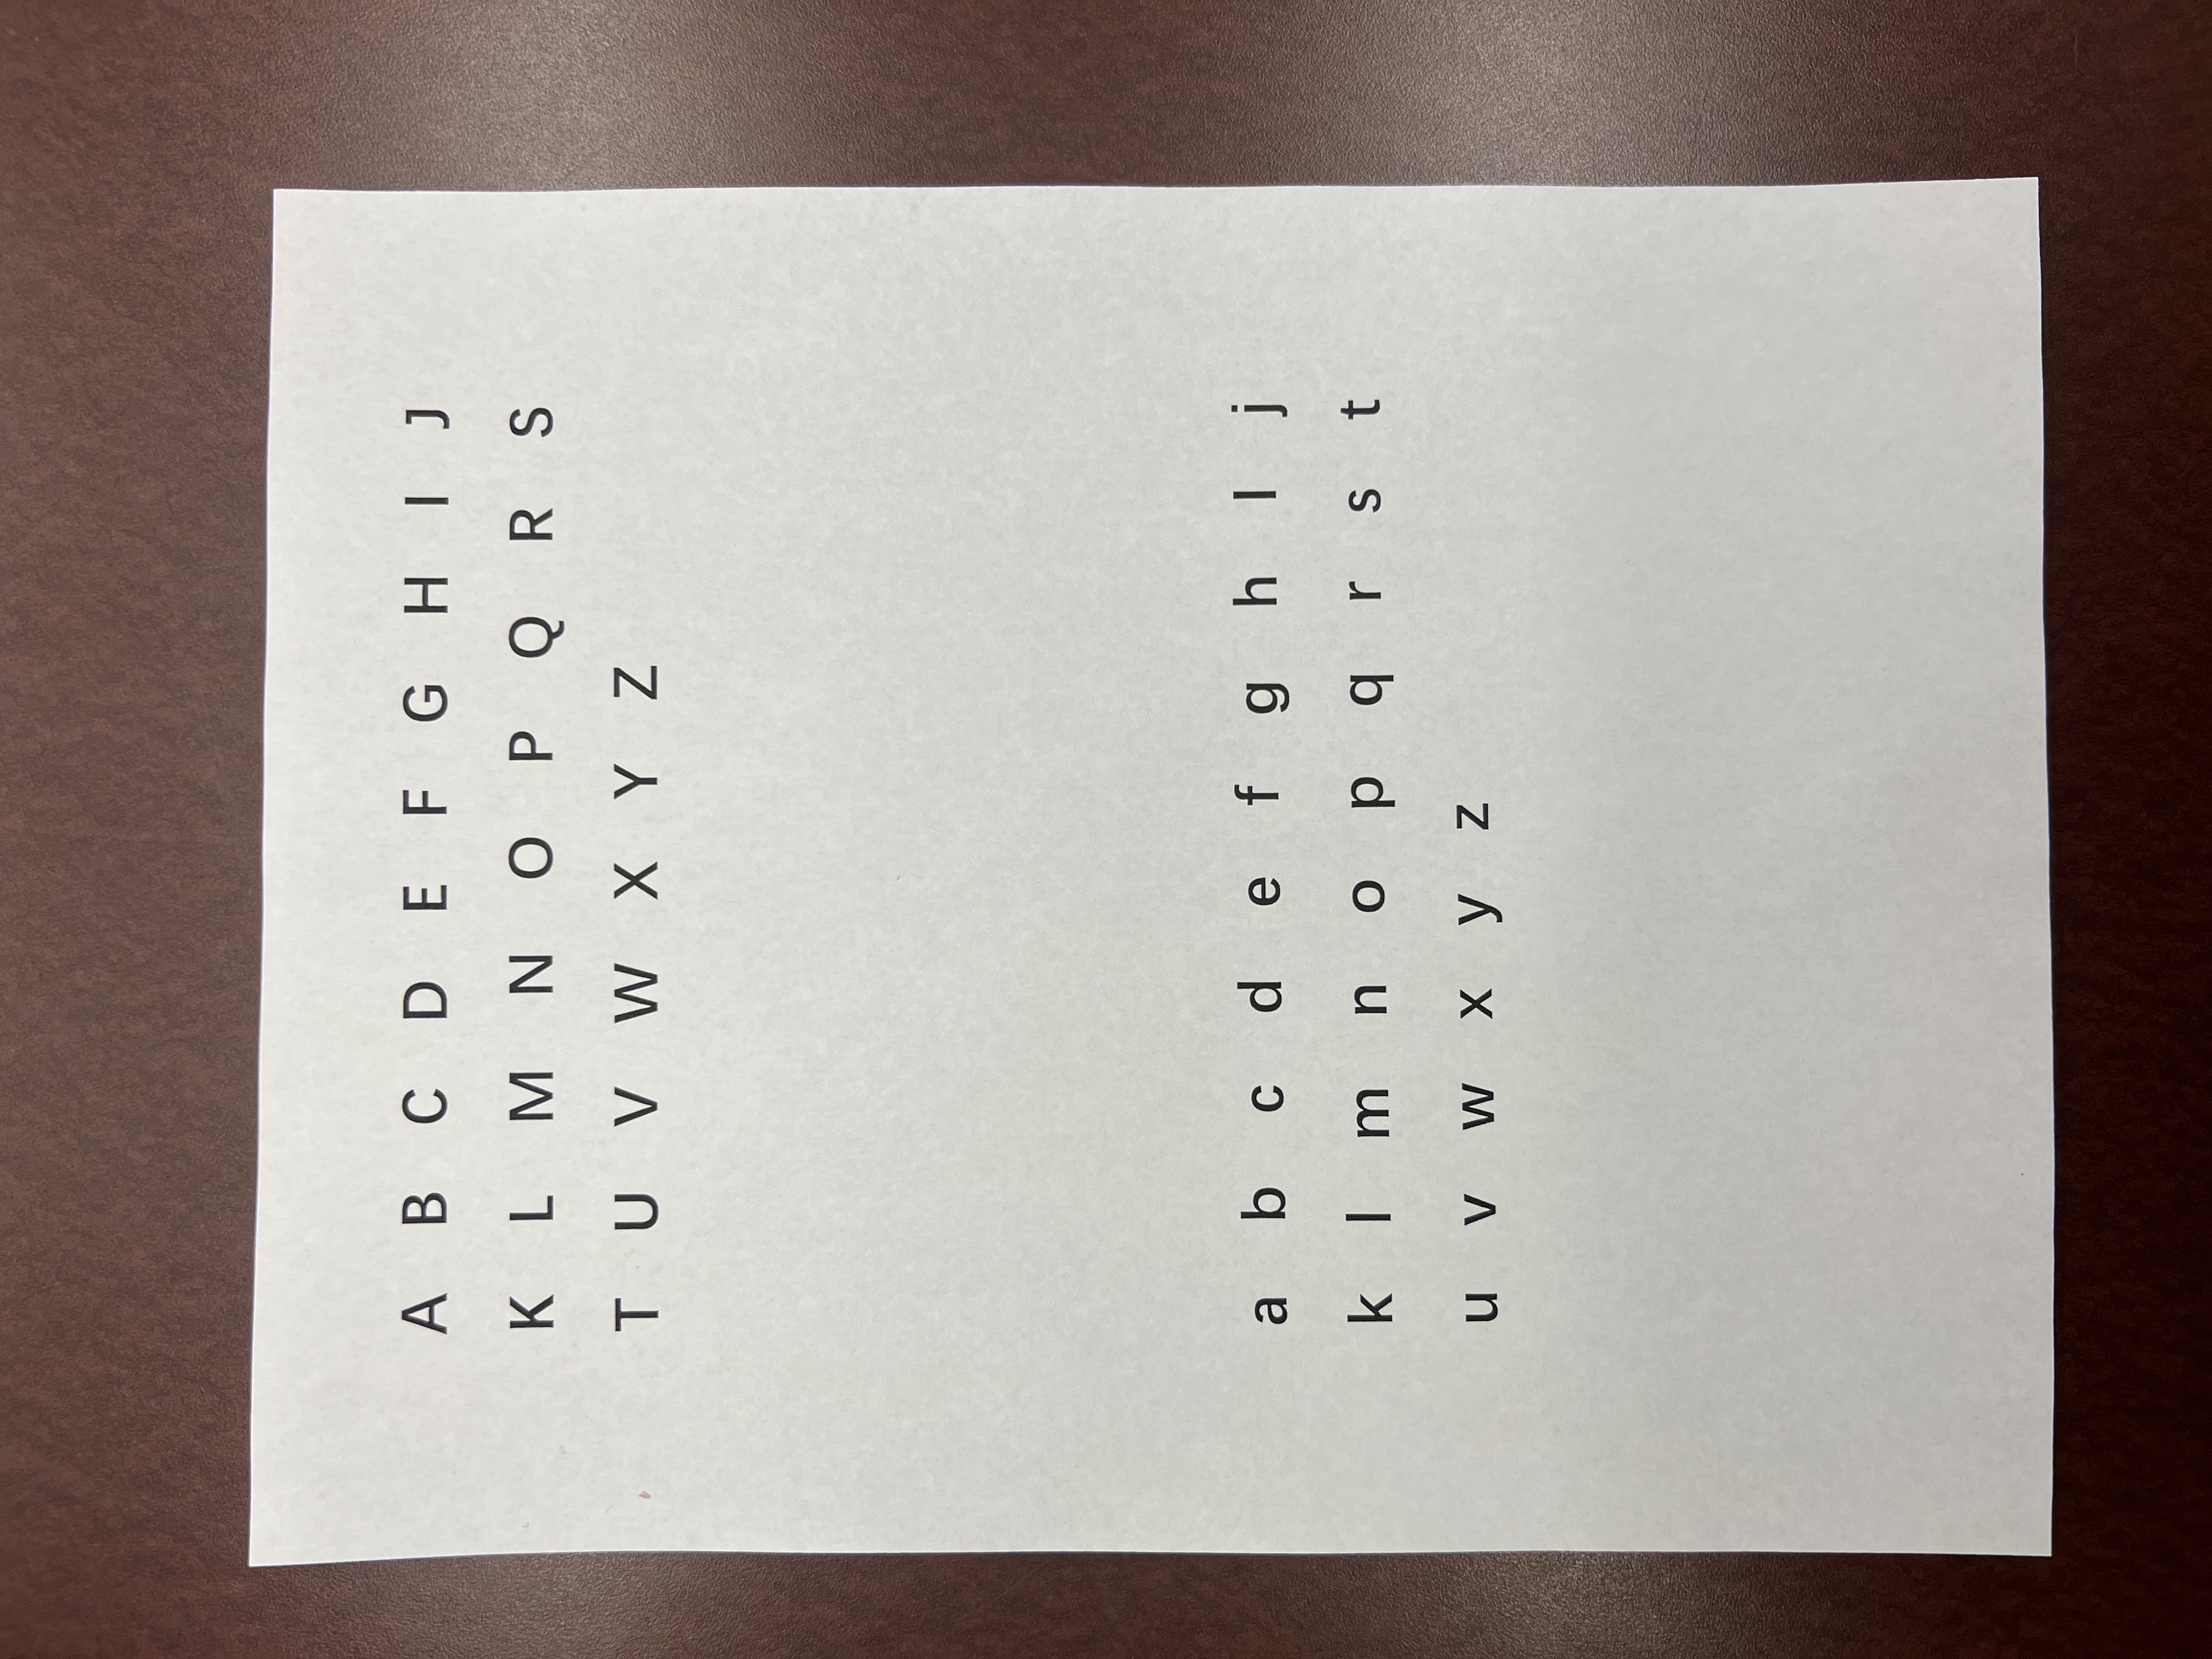 A B C D E F G H I J
K L M N O P Q R S
T U V W X Y Z
a b c d e f g h I j
k l m n o p q r s t
u v w x y z